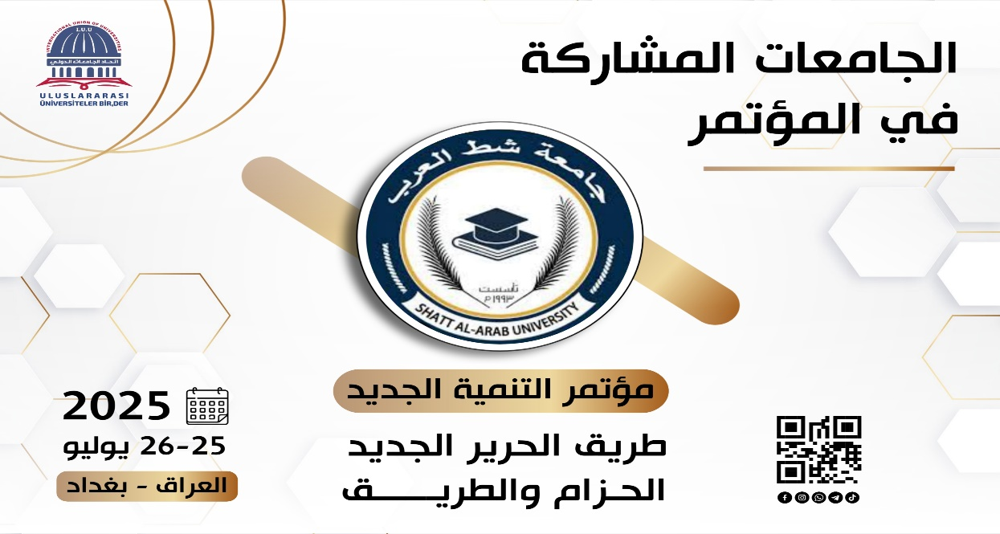 INTERNATIONAL UNION OF UNIVERSITIES
I.U.U
اتحاد الجامعات الدولي
ULUSLARARASI
ÜNİVERSİTELER BİR,DER
الجامعات المشاركة
في المؤتمر
جامعة شط العرب
تأسست
١٩٩٣م
SHATT AL-ARAB UNIVERSITY
مؤتمر التنمية الجديد
طريق الحرير الجديد
الحـزام والطريـــــــق
2025
25-26 يوليو
العراق - بغداد